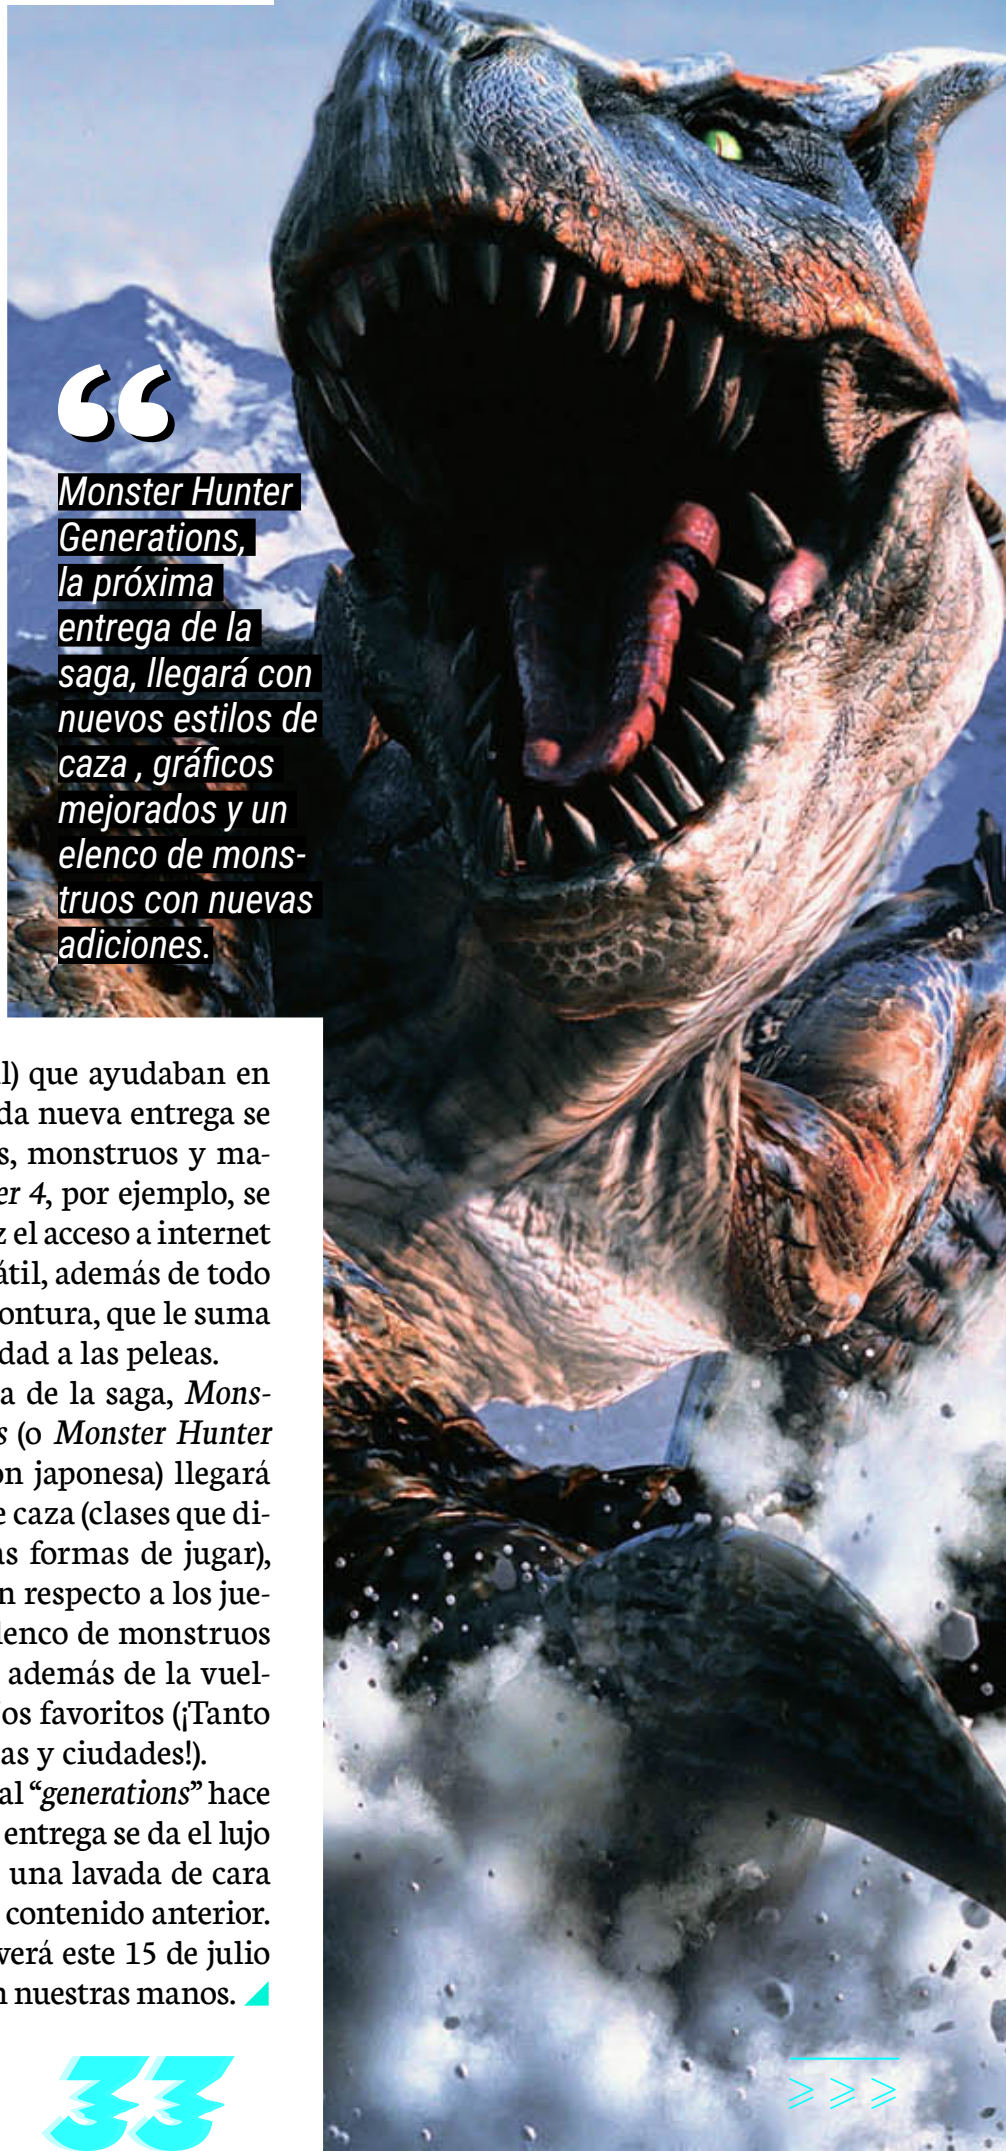 “
Monster Hunter
Generations,
la próxima
entrega de la
saga, llegará con
nuevos estilos de
caza , gráficos
mejorados y un
elenco de mons-
truos con nuevas
adiciones.
l) que ayudaban en
da nueva entrega se
s, monstruos y ma-
er 4, por ejemplo, se
z el acceso a internet
átil, además de todo
ontura, que le suma
dad a las peleas.
a de la saga, Mons-
s (o Monster Hunter
ón japonesa) llegará
e caza (clases que di-
as formas de jugar),
n respecto a los jue-
lenco de monstruos
además de la vuel-
os favoritos (¡Tanto
as y ciudades!).
al “generations” hace
entrega se da el lujo
una lavada de cara
contenido anterior.
verá este 15 de julio
n nuestras manos.
33